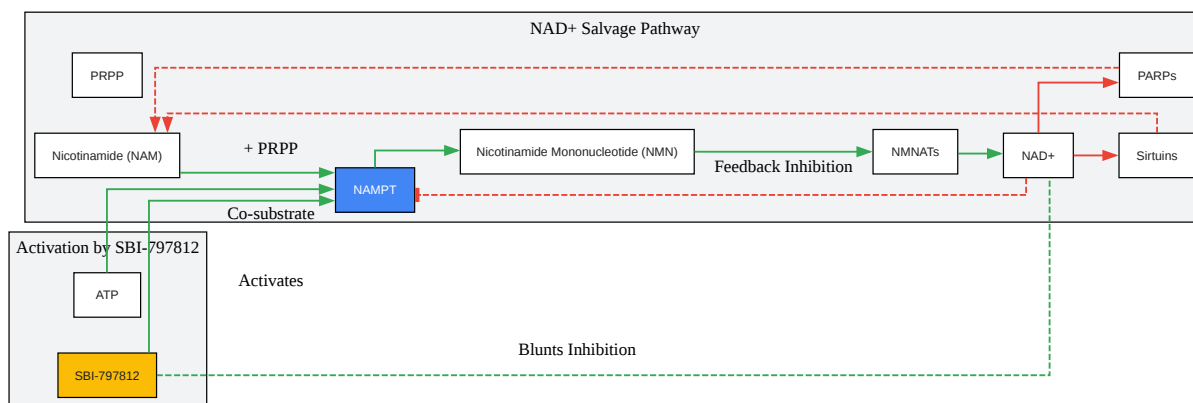 NAD+ Salvage Pathway
PRPP
PARPs
Nicotinamide (NAM)
+ PRPP
Nicotinamide Mononucleotide (NMN)
Feedback Inhibition
NMNATs
NAD+
Sirtuins
NAMPT
Co-substrate
Activation by SBI-797812
ATP
Activates
SBI-797812
Blunts Inhibition